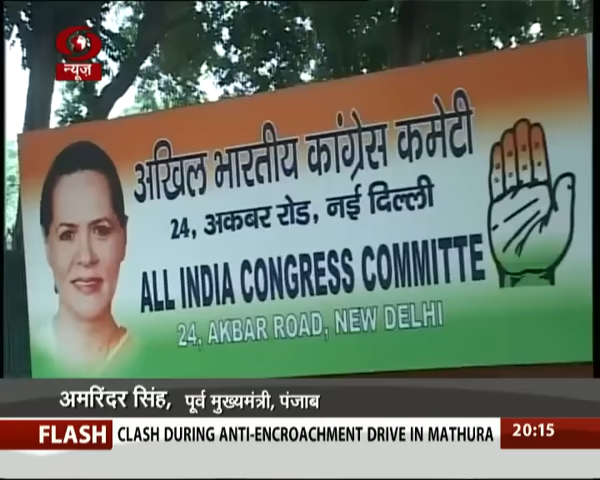 न्यूज़
अखिल भारतीय कांग्रेस कमेटी
24, अकबर रोड, नई दिल्ली
ALL INDIA CONGRESS COMMITTE
24, AKBAR ROAD, NEW DELHI
अमरिंदर सिंह, पूर्व मुख्यमंत्री, पंजाब
FLASH CLASH DURING ANTI-ENCROACHMENT DRIVE IN MATHURA 20:15